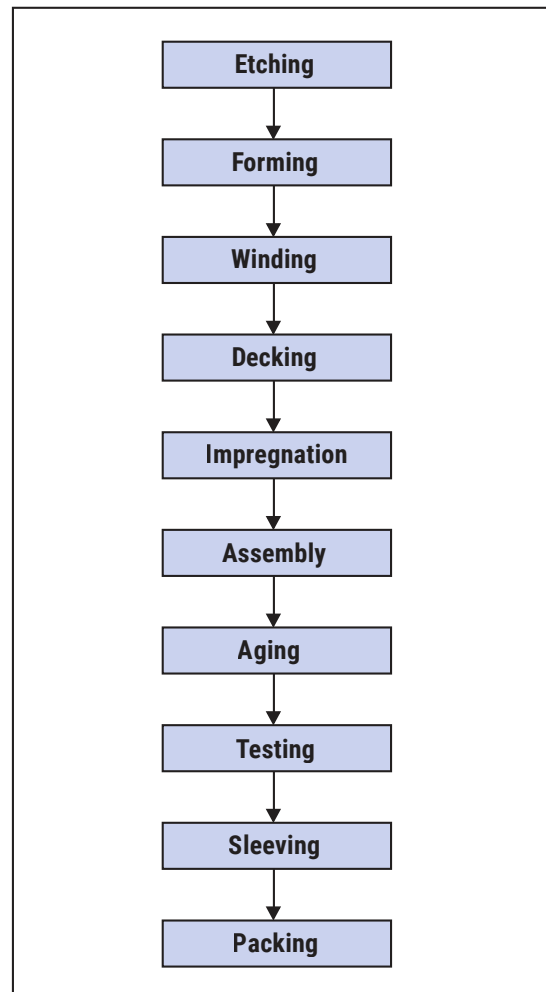 Etching
Forming
Winding
Decking
Impregnation
Assembly
Aging
Testing
Sleeving
Packing